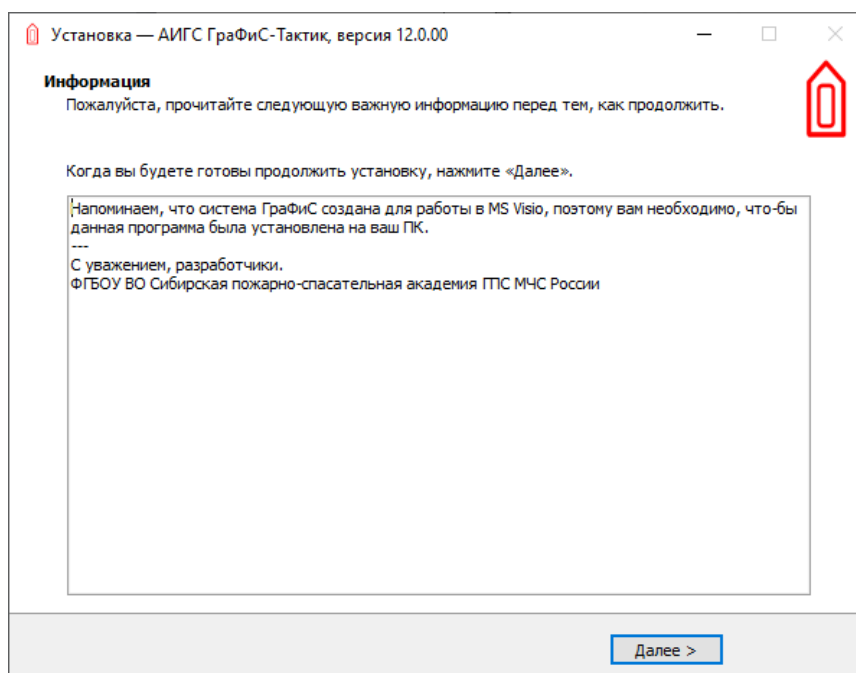 Установка — АИГС ГраФиС-Тактик, версия 12.0.00
Информация
Пожалуйста, прочитайте следующую важную информацию перед тем, как продолжить.
Когда вы будете готовы продолжить установку, нажмите «Далее».
Напоминаем, что система ГраФиС создана для работы в MS Visio, поэтому вам необходимо, что-бы
данная программа была установлена на ваш ПК.
---
С уважением, разработчики.
ФГБОУ ВО Сибирская пожарно-спасательная академия ГПС МЧС России
Далее >